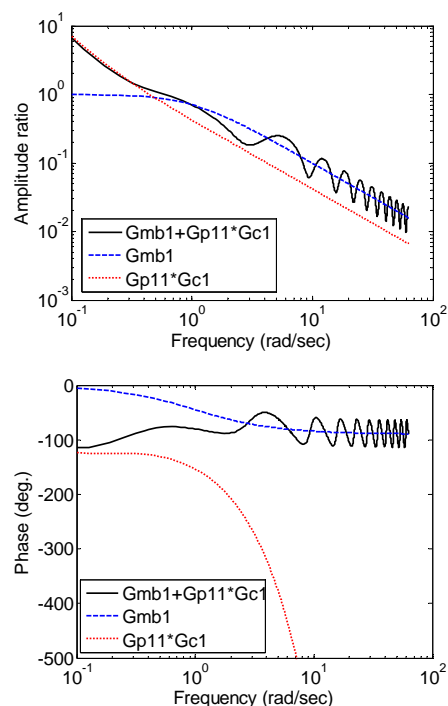 10^1
10^0
10^-1
10^-2
10^-3
Amplitude ratio
Gmb1+Gp11*Gc1
Gmb1
Gp11*Gc1
10^-1 10^0 10^1 10^2
Frequency (rad/sec)
0
-100
-200
-300
-400
-500
Phase (deg.)
Gmb1+Gp11*Gc1
Gmb1
Gp11*Gc1
10^-1 10^0 10^1 10^2
Frequency (rad/sec)